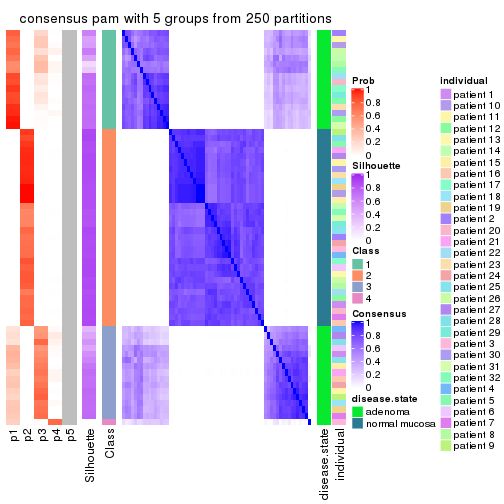 consensus pam with 5 groups from 250 partitions
Prob
1
0.8
0.6
0.4
0.2
0
Silhouette
1
0.8
0.6
0.4
0.2
0
Class
1
2
3
4
Consensus
1
0.8
0.6
0.4
0.2
0
disease.state
adenoma
normal mucosa
individual
patient 1
patient 10
patient 11
patient 12
patient 13
patient 14
patient 15
patient 16
patient 17
patient 18
patient 19
patient 2
patient 20
patient 21
patient 22
patient 23
patient 24
patient 25
patient 26
patient 27
patient 28
patient 29
patient 3
patient 30
patient 31
patient 32
patient 4
patient 5
patient 6
patient 7
patient 8
patient 9
p1
p2
p3
p4
p5
Silhouette
Class
disease.state
individual